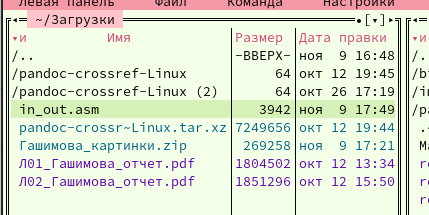 Левая панель Файл Команда Настройки
~/Загрузки .[▾]
▾и Имя Размер Дата правки
/.. -ВВЕРХ- ноя 9 16:48
/pandoc-crossref-Linux 64 окт 12 19:45
/pandoc-crossref-Linux (2) 64 окт 26 17:19
in_out.asm 3942 ноя 9 17:49
pandoc-crossr~Linux.tar.xz 7249656 окт 12 19:44
Гашимова_картинки.zip 269258 ноя 9 17:21
Л01_Гашимова_отчет.pdf 1804502 окт 12 13:34
Л02_Гашимова_отчет.pdf 1851296 окт 12 15:50